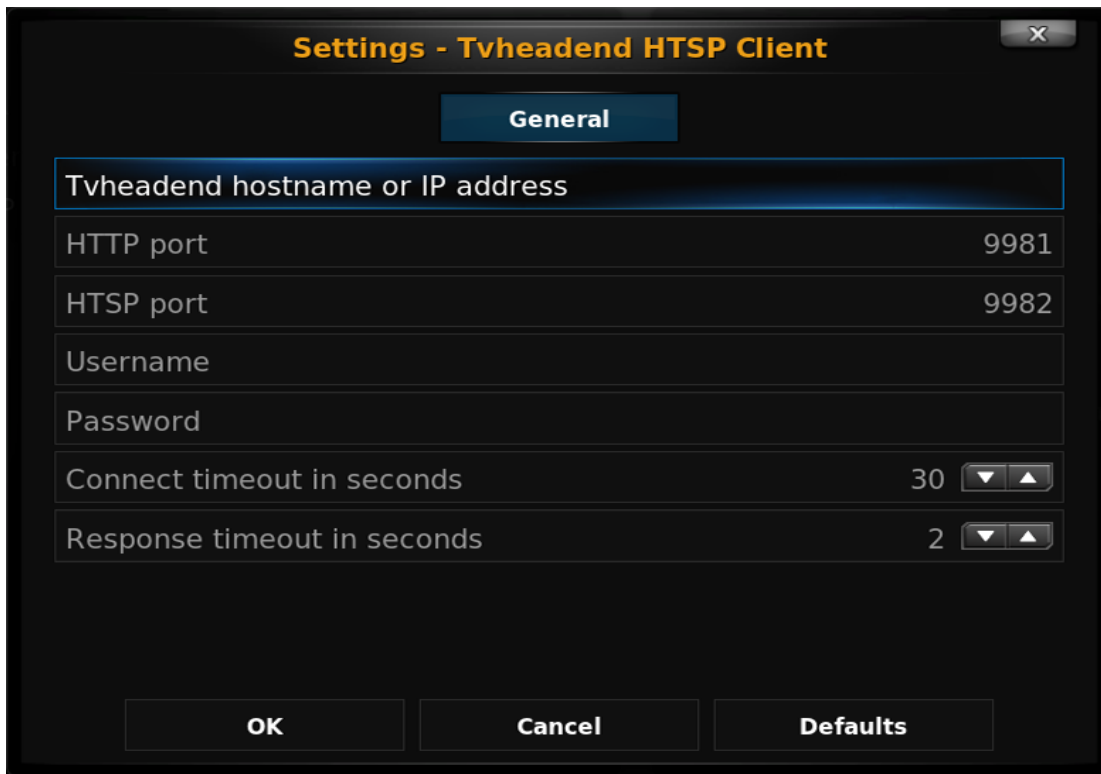 Settings - Tvheadend HTSP Client
X
General
Tvheadend hostname or IP address
HTTP port 9981
HTSP port 9982
Username
Password
Connect timeout in seconds 30
Response timeout in seconds 2
OK Cancel Defaults